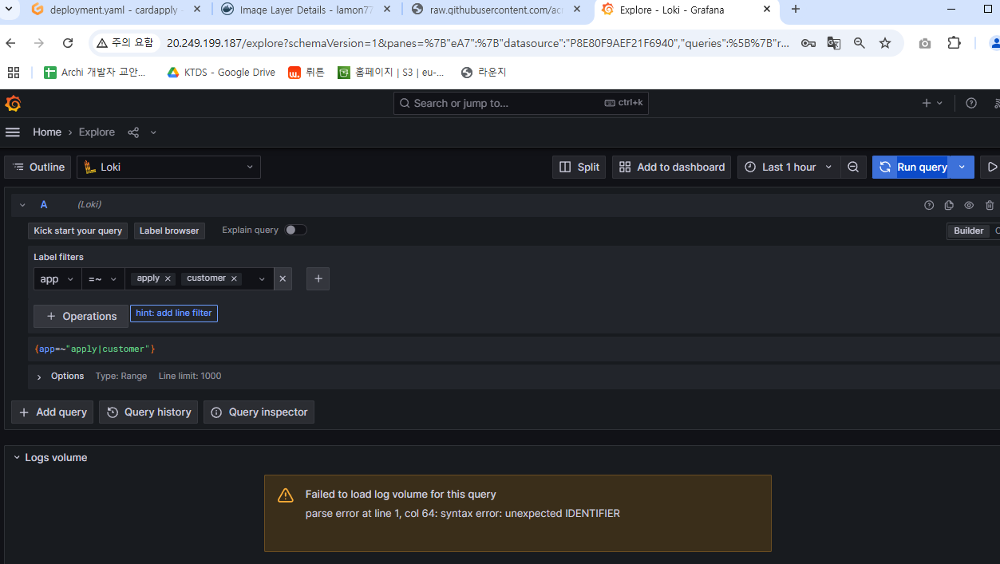 deployment.yaml - cardapply
Image Layer Details - lamon77
raw.githubusercontent.com/acc
Explore - Loki - Grafana
주의 요함
20.249.199.187/explore?schemaVersion=1&panes=%7B"eA7":%7B"datasource":"P8E80F9AEF21F6940","queries":%5B%7B"r...
Archi 개발자 교안...
KTDS - Google Drive
뤼튼
홈페이지 | S3 | eu-...
라운지
Search or jump to...
ctrl+k
Home › Explore
Outline
Loki
Split
Add to dashboard
Last 1 hour
Run query
A
(Loki)
Kick start your query
Label browser
Explain query
Builder
Label filters
app
=~
apply
customer
+ Operations
hint: add line filter
{app=~"apply|customer"}
Options Type: Range Line limit: 1000
+ Add query
Query history
Query inspector
Logs volume
Failed to load log volume for this query
parse error at line 1, col 64: syntax error: unexpected IDENTIFIER